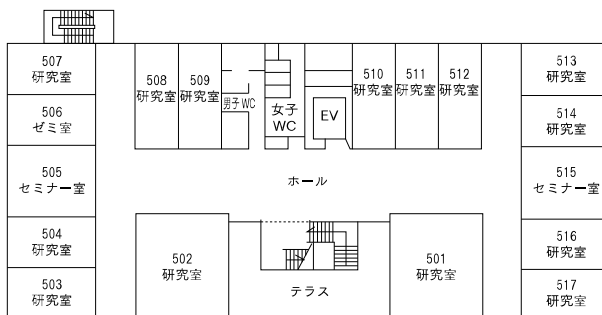 507
研究室
506
ゼミ室
505
セミナー室
504
研究室
503
研究室
508
研究室
509
研究室
男子WC
女子
WC
EV
510
研究室
511
研究室
512
研究室
ホール
502
研究室
テラス
501
研究室
513
研究室
514
研究室
515
セミナー室
516
研究室
517
研究室